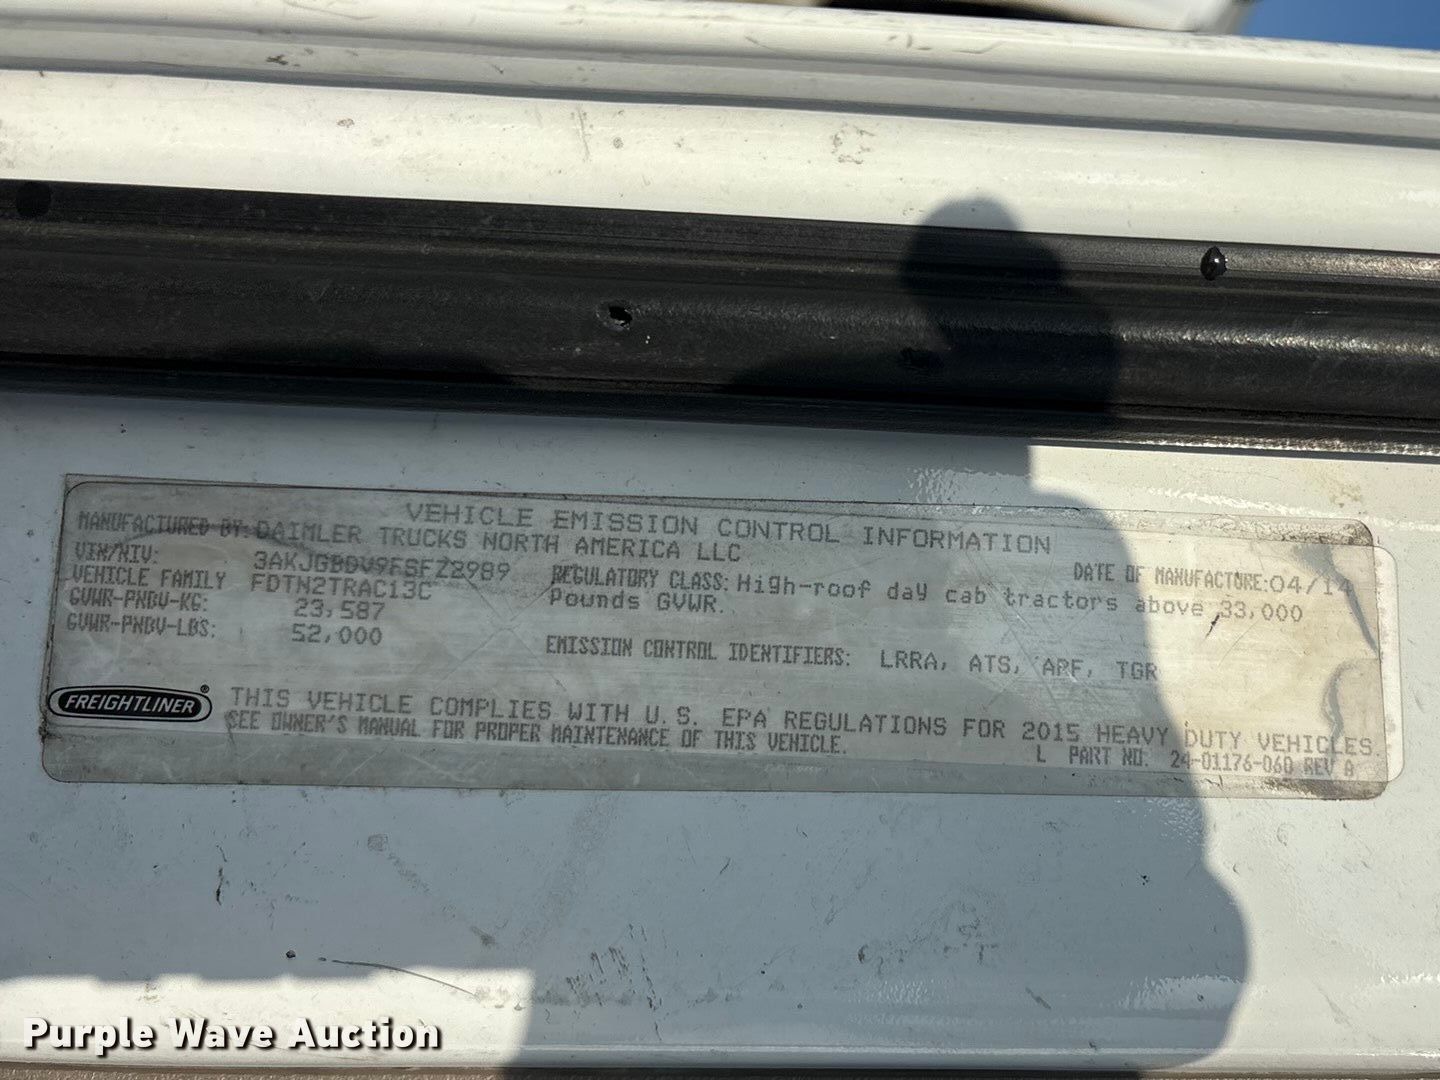 VEHICLE EMISSION CONTROL INFORMATION
MANUFACTURED BY: DAIMLER TRUCKS NORTH AMERICA LLC
DATE OF MANUFACTURE: 04/14
VIN/NIV:
VEHICLE FAMILY FDTN2TRAC13C
REGULATORY CLASS: High-roof day cab tractors above 33,000
Pounds GVWR.
GVWR-PNBV-KG: 23,587
GVWR-PNBV-LBS: 52,000
EMISSION CONTROL IDENTIFIERS: LRRA, ATS, APF, TGR
FREIGHTLINER®
THIS VEHICLE COMPLIES WITH U.S. EPA REGULATIONS FOR 2015 HEAVY DUTY VEHICLES.
SEE OWNER'S MANUAL FOR PROPER MAINTENANCE OF THIS VEHICLE.
L PART NO. 24-01176-060 REV A
Purple Wave Auction